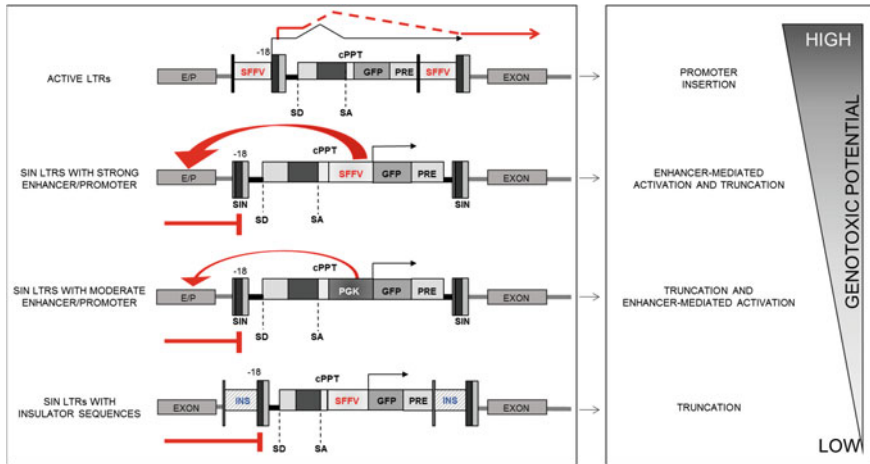 -18
cPPT
ACTIVE LTRs
E/P
SFFV
GFP
PRE
SFFV
EXON
SD
SA
PROMOTER
INSERTION
-18
cPPT
SIN LTRS WITH STRONG
ENHANCER/PROMOTER
E/P
SFFV
GFP
PRE
EXON
SIN
SD
SA
SIN
ENHANCER-MEDIATED
ACTIVATION AND TRUNCATION
-18
cPPT
SIN LTRS WITH MODERATE
ENHANCER/PROMOTER
E/P
PGK
GFP
PRE
EXON
SIN
SD
SA
SIN
TRUNCATION AND
ENHANCER-MEDIATED ACTIVATION
-18
cPPT
SIN LTRs WITH
INSULATOR SEQUENCES
EXON
INS
SFFV
GFP
PRE
INS
EXON
SD
SA
TRUNCATION
HIGH
GENOTOXIC POTENTIAL
LOW